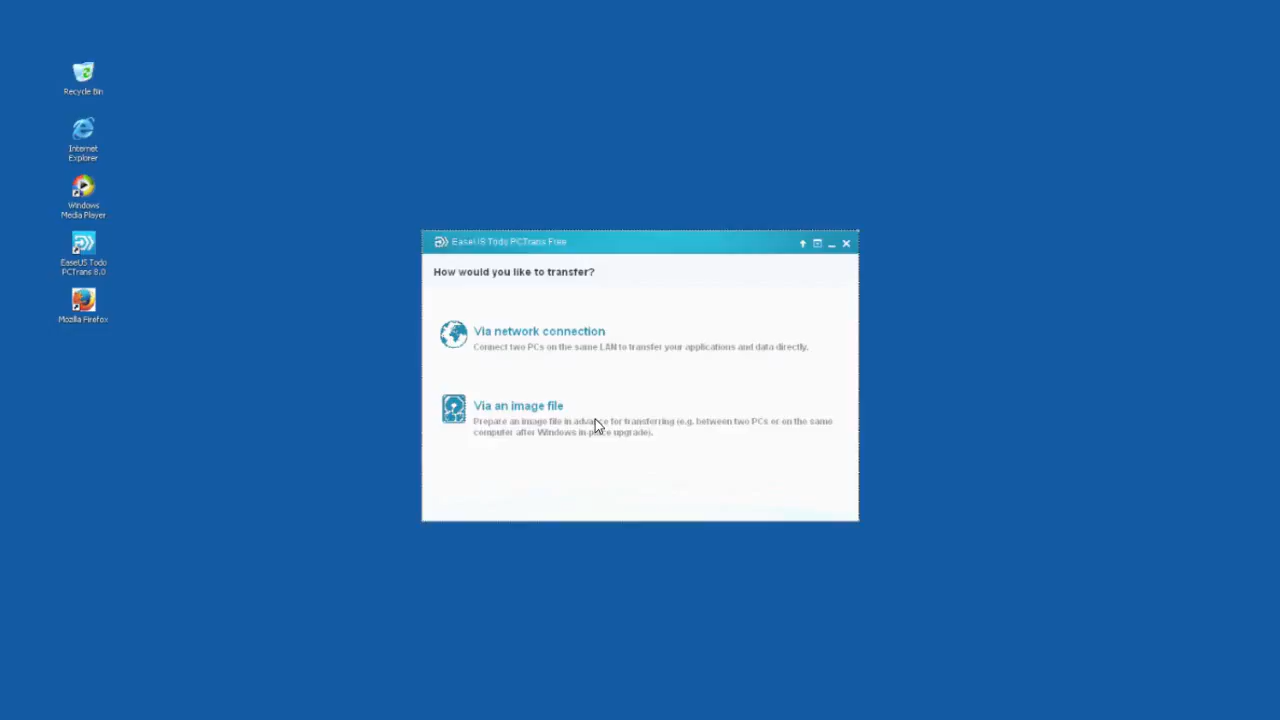 Recycle Bin
Internet
Explorer
Windows
Media Player
EaseUS Todo
PCTrans 8.0
Mozilla Firefox
EaseUS Todo PCTrans Free
How would you like to transfer?
Via network connection
Connect two PCs on the same LAN to transfer your applications and data directly.
Via an image file
Prepare an image file in advance for transferring (e.g. between two PCs or on the same
computer after Windows in place upgrade).